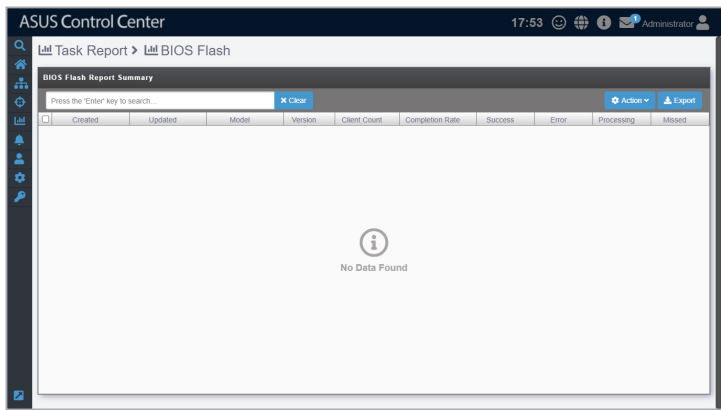 ASUS Control Center 17:53 1 Administrator
Task Report > BIOS Flash
BIOS Flash Report Summary
Press the 'Enter' key to search... Clear Action Export
Created Updated Model Version Client Count Completion Rate Success Error Processing Missed
No Data Found